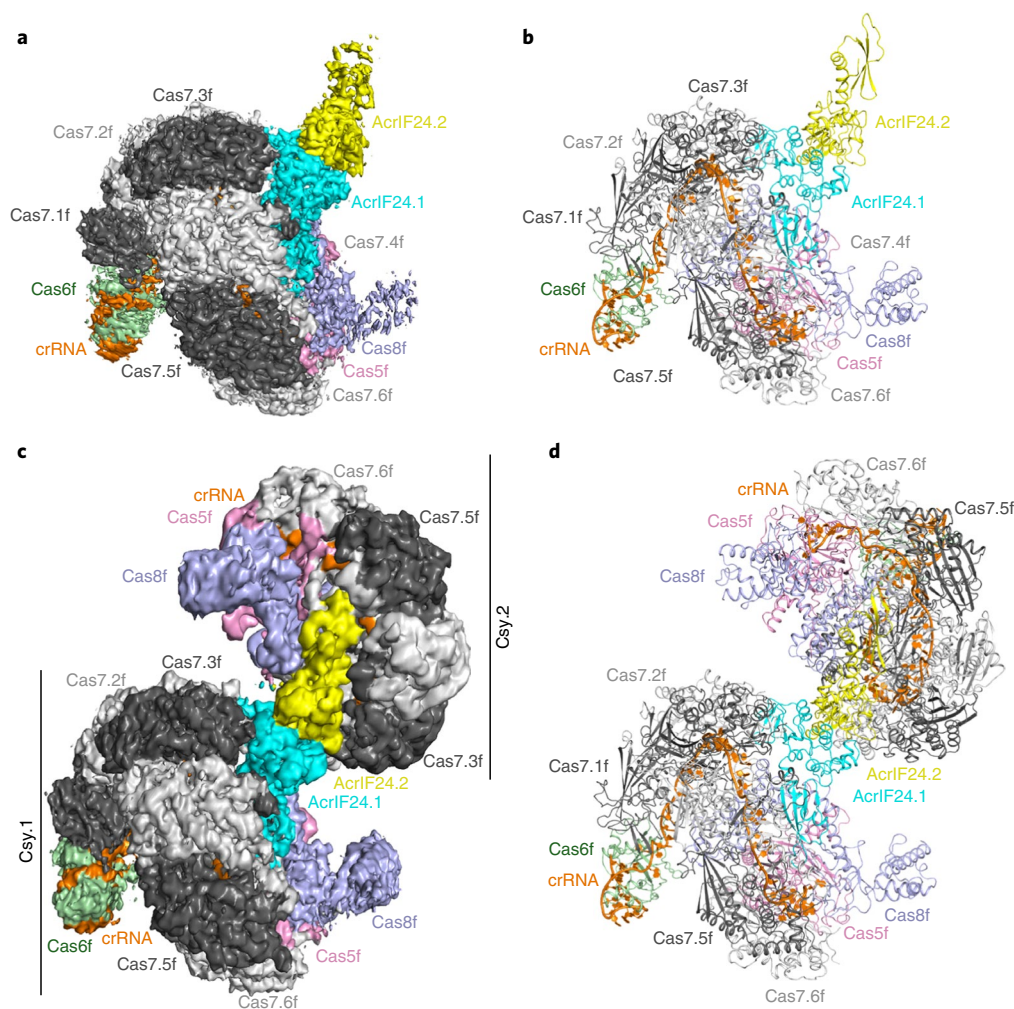 a
Cas7.3f
Cas7.2f
AcrIF24.2
Cas7.1f
AcrIF24.1
Cas7.4f
Cas6f
crRNA
Cas8f
Cas7.5f
Cas5f
Cas7.6f
b
Cas7.3f
Cas7.2f
AcrIF24.2
AcrIF24.1
Cas7.1f
Cas7.4f
Cas6f
crRNA
Cas8f
Cas5f
Cas7.5f
Cas7.6f
c
Cas7.6f
crRNA
Cas5f
Cas7.5f
Cas8f
Csy.2
Cas7.3f
Cas7.2f
Cas7.3f
AcrIF24.2
AcrIF24.1
Csy.1
Cas8f
Cas6f
crRNA
Cas5f
Cas7.5f
Cas7.6f
d
Cas7.6f
crRNA
Cas7.5f
Cas5f
Cas8f
Cas7.2f
Cas7.1f
AcrIF24.2
AcrIF24.1
Cas6f
crRNA
Cas8f
Cas5f
Cas7.5f
Cas7.6f